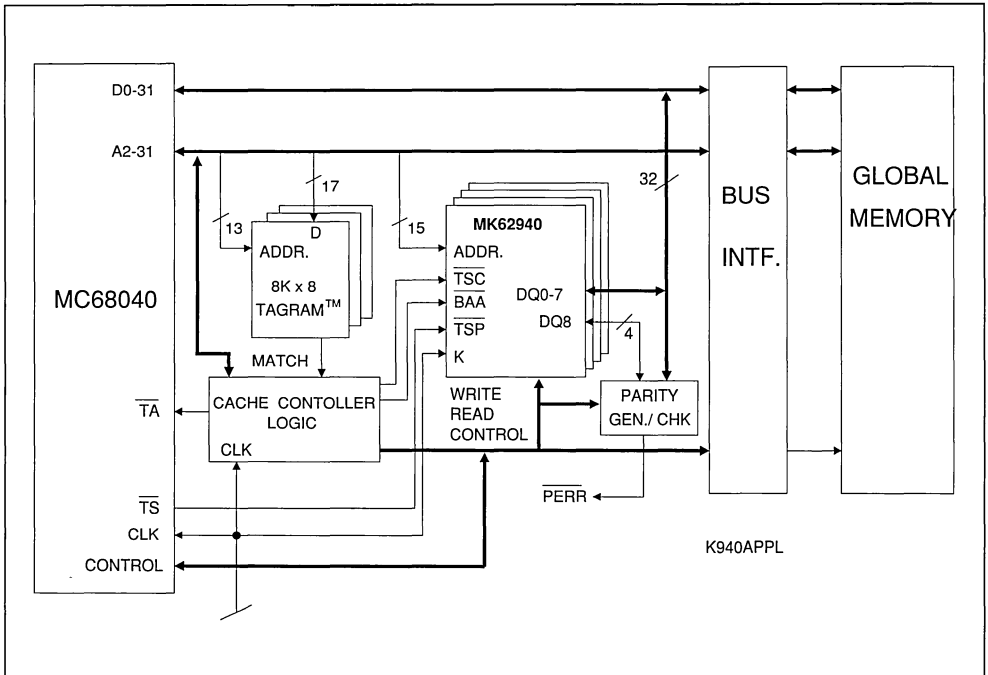 D0-31
A2-31
MC68040
TA
TS
CLK
CONTROL
13
17
15
32
D
ADDR.
8K x 8
TAGRAM™
MATCH
CACHE CONTOLLER
LOGIC
CLK
MK62940
ADDR.
TSC
BAA
TSP
K
DQ0-7
DQ8
4
WRITE
READ
CONTROL
PARITY
GEN./ CHK
PERR
BUS
INTF.
GLOBAL
MEMORY
K940APPL